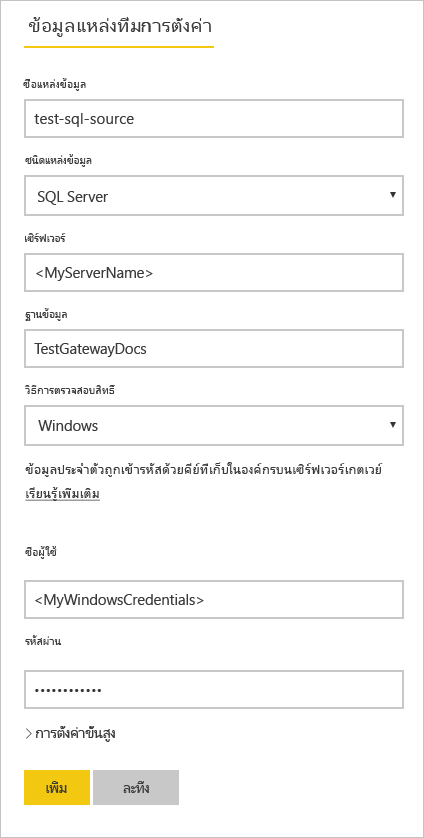 ข้อมูลแหล่งที่มการตั้งค่า
ชื่อแหล่งข้อมูล
test-sql-source
ชนิดแหล่งข้อมูล
SQL Server
เซิร์ฟเวอร์
<MyServerName>
ฐานข้อมูล
TestGatewayDocs
วิธีการตรวจสอบสิทธิ์
Windows
ข้อมูลประจำตัวถูกเข้ารหัสด้วยคีย์ที่เก็บในองค์กรบนเซิร์ฟเวอร์เกตเวย์
เรียนรู้เพิ่มเติม
ชื่อผู้ใช้
<MyWindowsCredentials>
รหัสผ่าน
••••••••••••
> การตั้งค่าขั้นสูง
เพิ่ม
ละทิ้ง